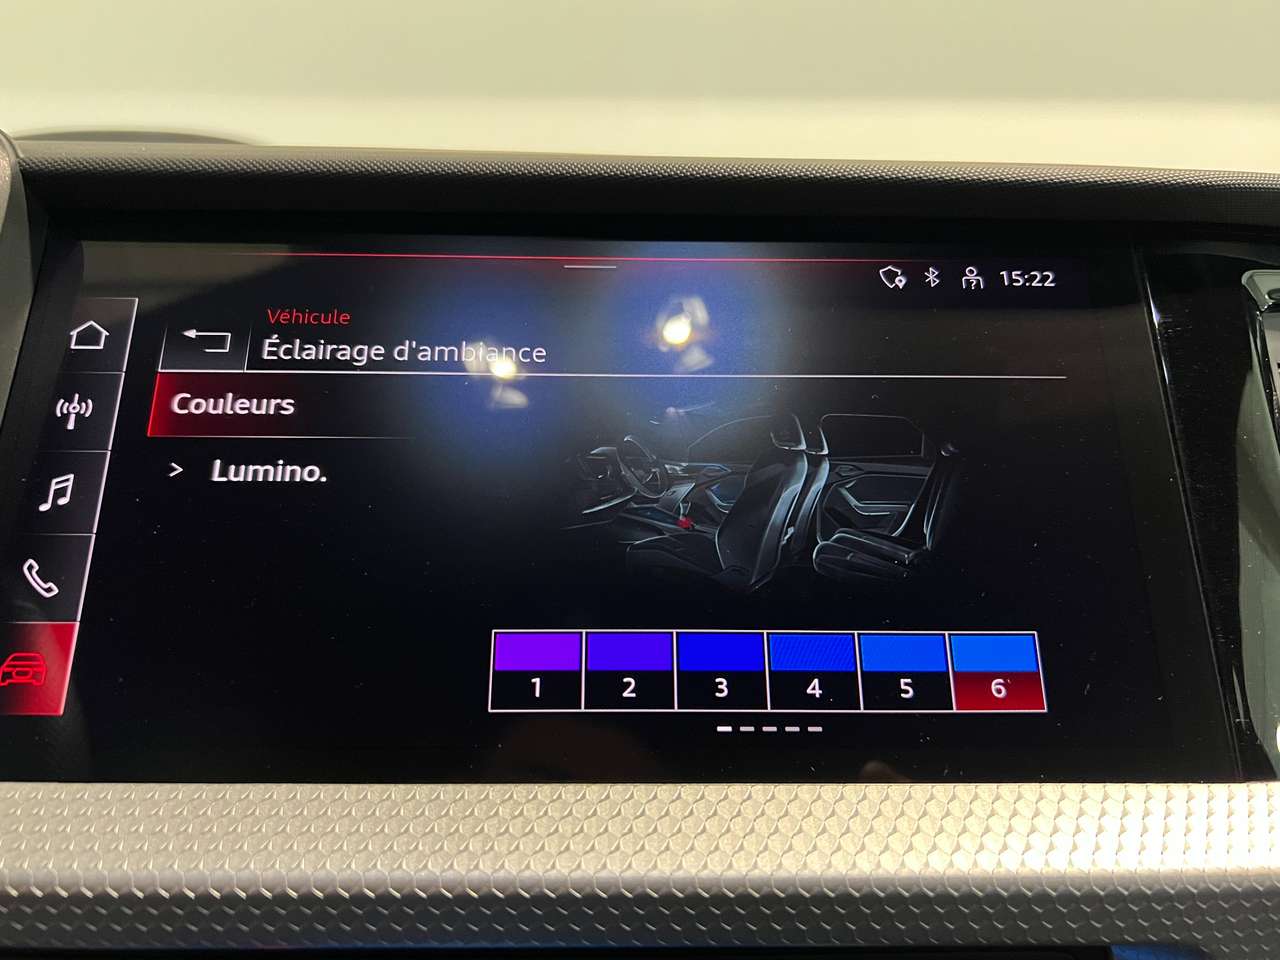 15:22
Véhicule
Éclairage d'ambiance
Couleurs
> Lumino.
1 2 3 4 5 6